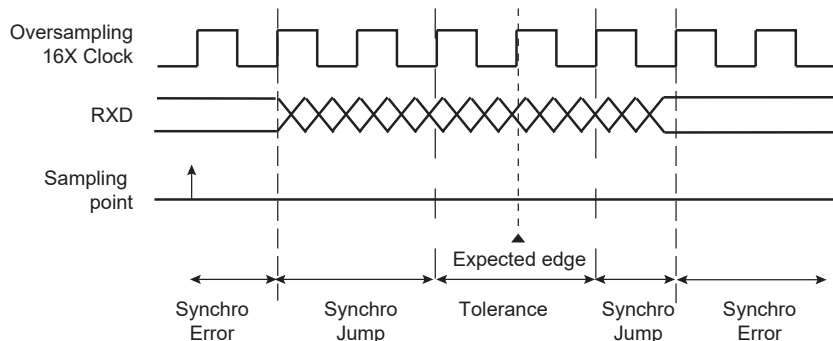 Oversampling
16X Clock
RXD
Sampling
point
Expected edge
Synchro
Error
Synchro
Jump
Tolerance
Synchro
Jump
Synchro
Error